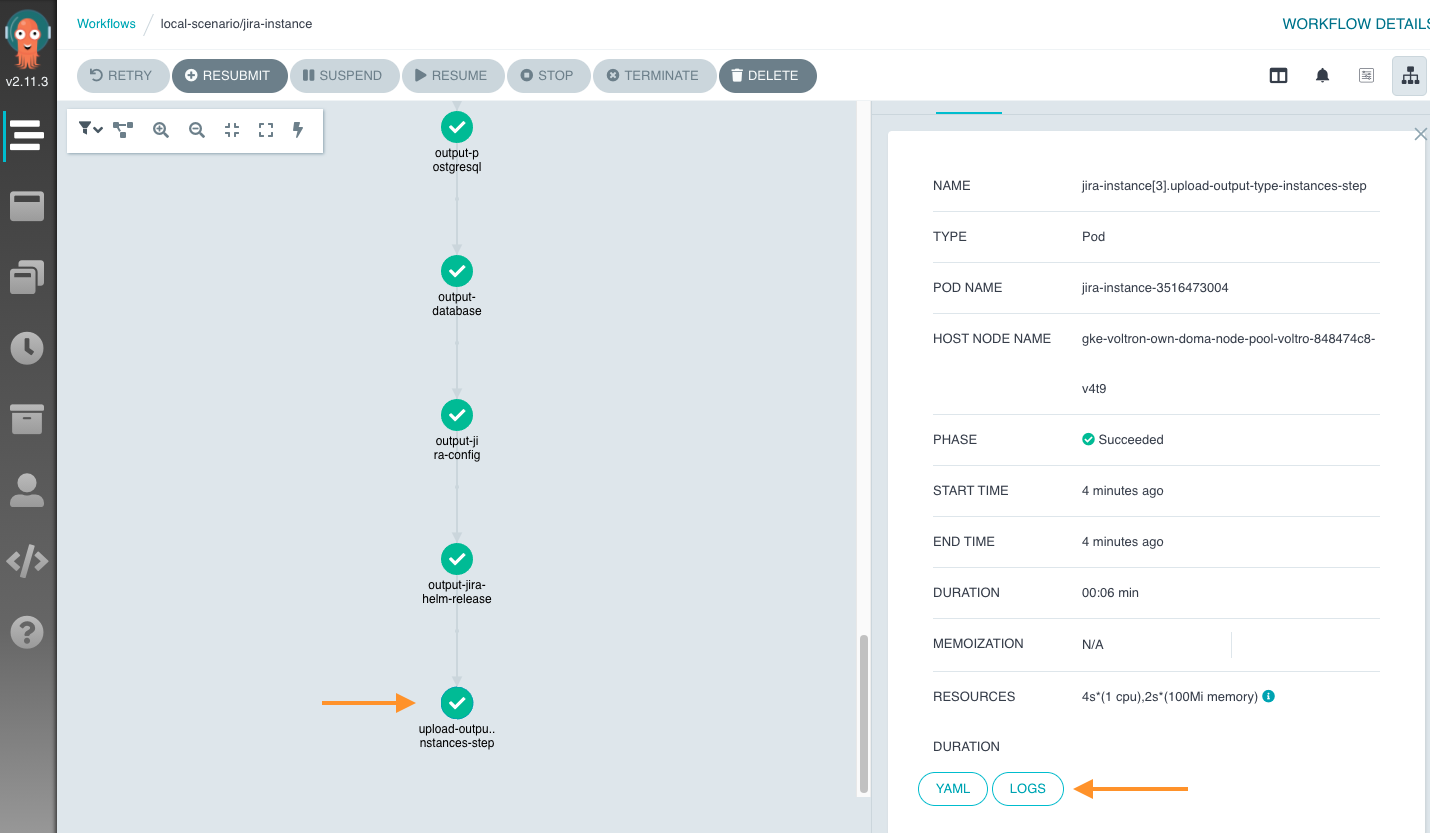 v2.11.3
Workflows / local-scenario/jira-instance
WORKFLOW DETAILS
RETRY
RESUBMIT
SUSPEND
RESUME
STOP
TERMINATE
DELETE
output-p
ostgresql
output-
database
output-ji
ra-config
output-jira-
helm-release
upload-outpu..
nstances-step
NAME jira-instance[3].upload-output-type-instances-step
TYPE Pod
POD NAME jira-instance-3516473004
HOST NODE NAME gke-voltron-own-doma-node-pool-voltro-848474c8-
v4t9
PHASE Succeeded
START TIME 4 minutes ago
END TIME 4 minutes ago
DURATION 00:06 min
MEMOIZATION N/A
RESOURCES 4s*(1 cpu),2s*(100Mi memory)
DURATION
YAML
LOGS